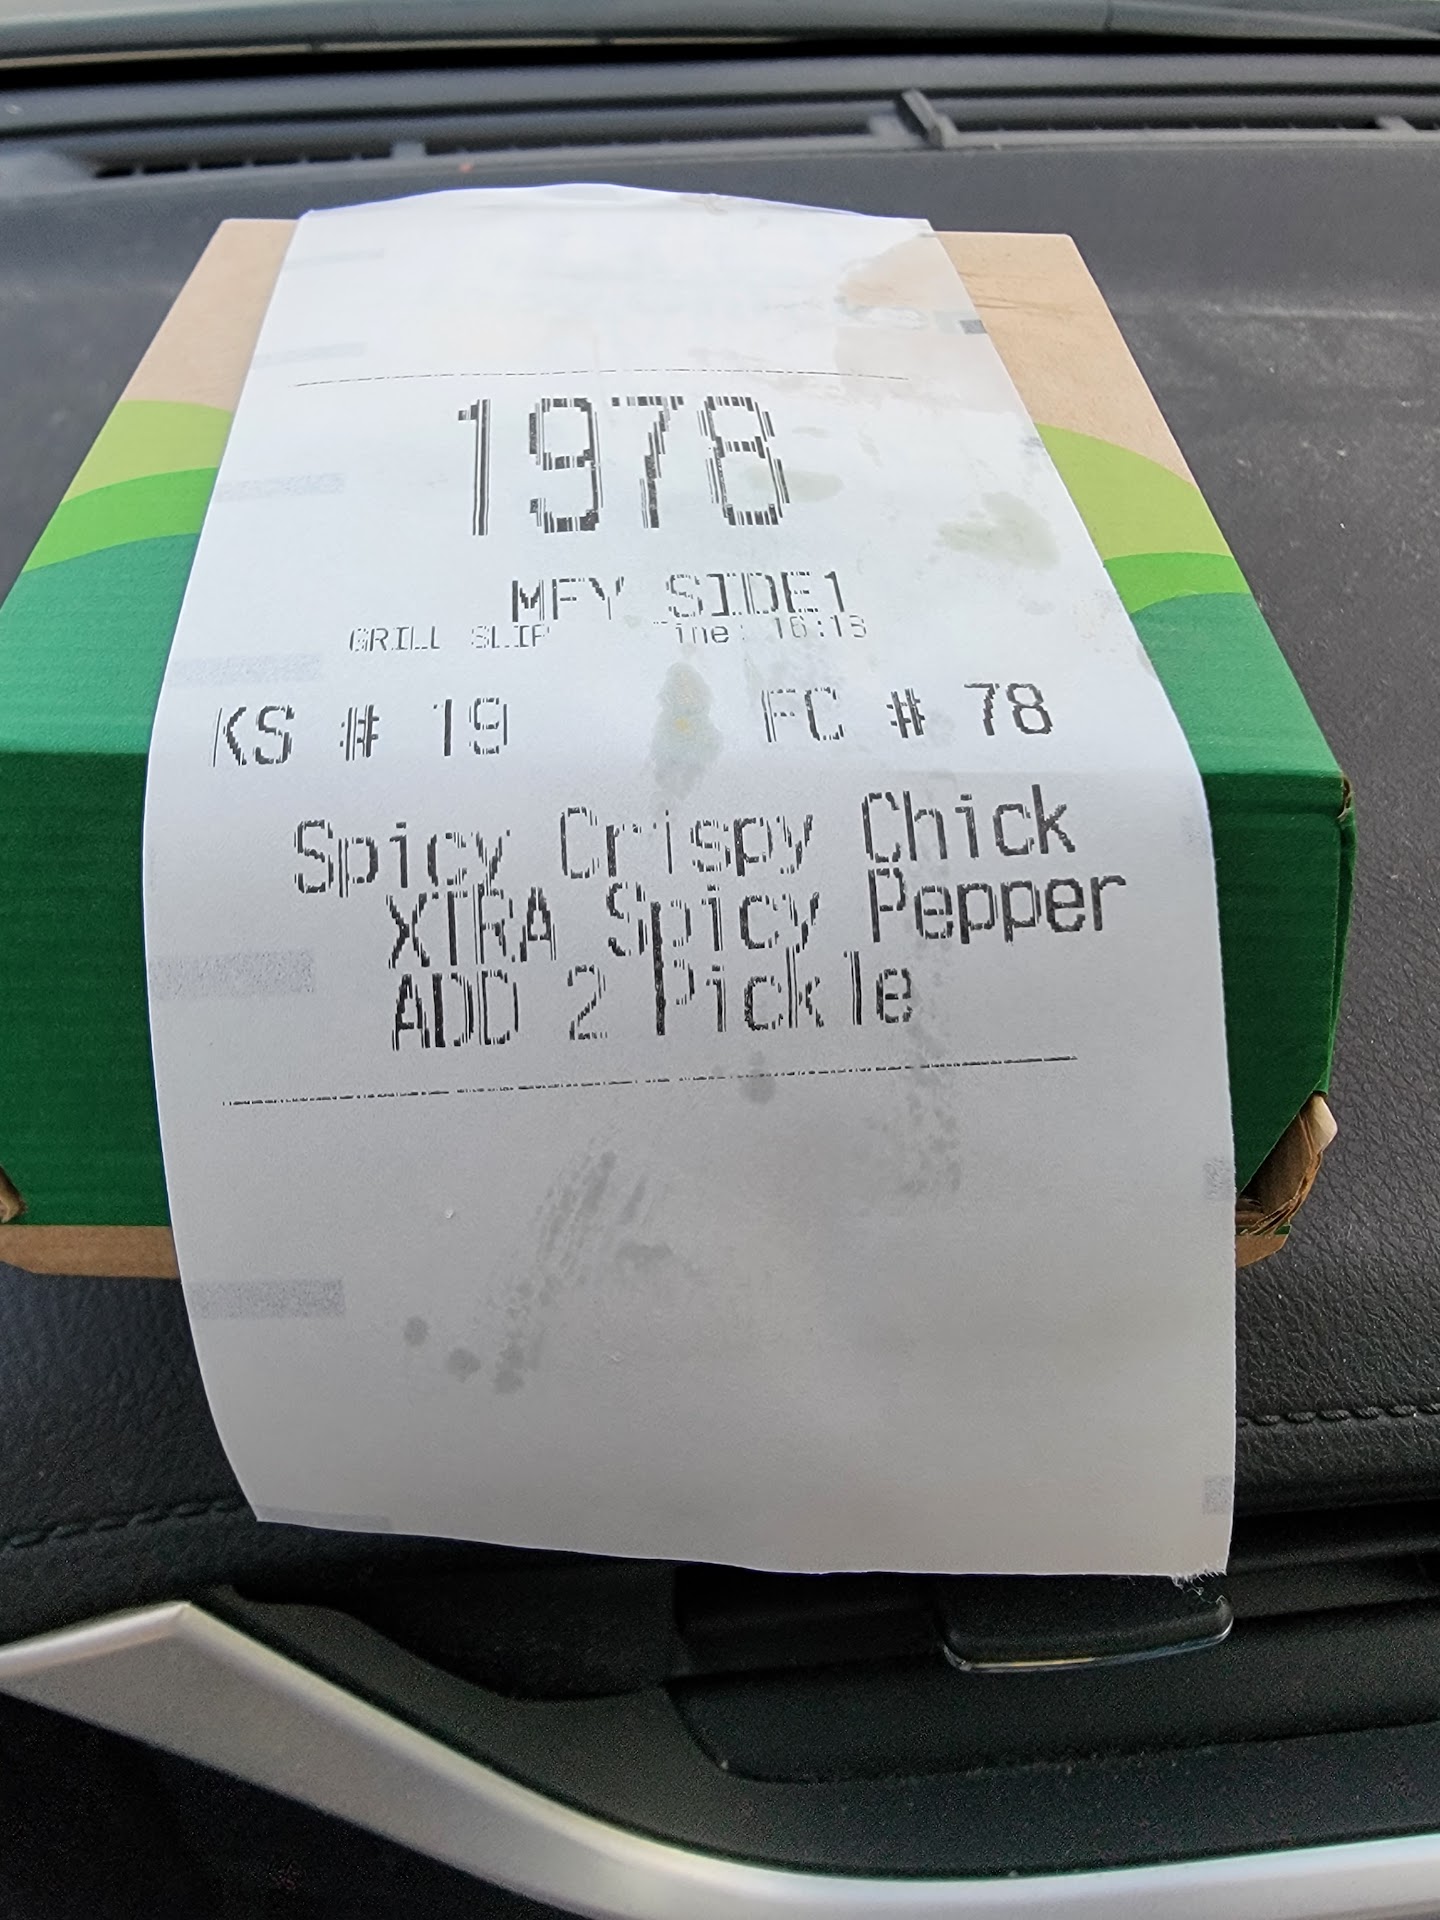 1978
MFY SIDE1
GRILL SLIP Time: 16:18
KS # 19 FC # 78
Spicy Crispy Chick
XTRA Spicy Pepper
ADD 2 Pickle